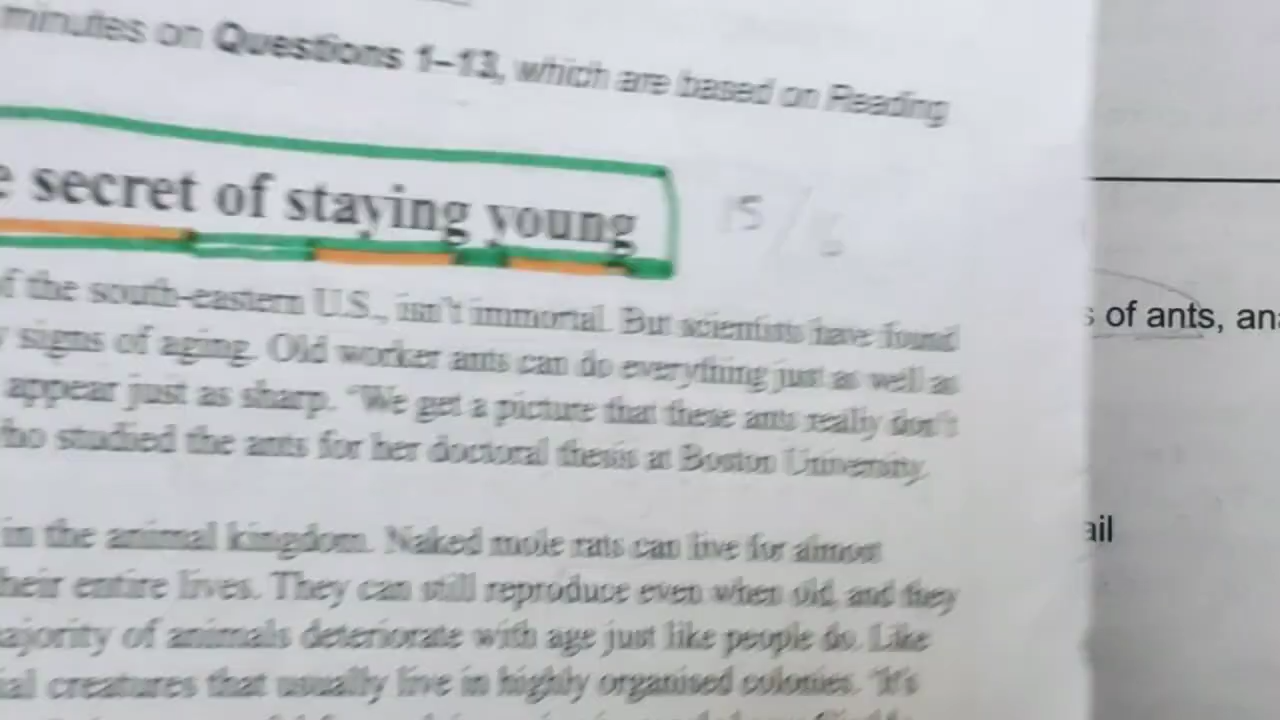 minutes on Questions 1–13, which are based on Reading
e secret of staying young
15/16
f the south-eastern U.S., isn't immortal. But scientists have found
y signs of aging. Old worker ants can do everything just as well as
appear just as sharp. "We get a picture that these ants really don't
ho studied the ants for her doctoral thesis at Boston University.
in the animal kingdom. Naked mole rats can live for almost
heir entire lives. They can still reproduce even when old, and they
ajority of animals deteriorate with age just like people do. Like
ial creatures that usually live in highly organised colonies. "It's
s of ants, an
ail